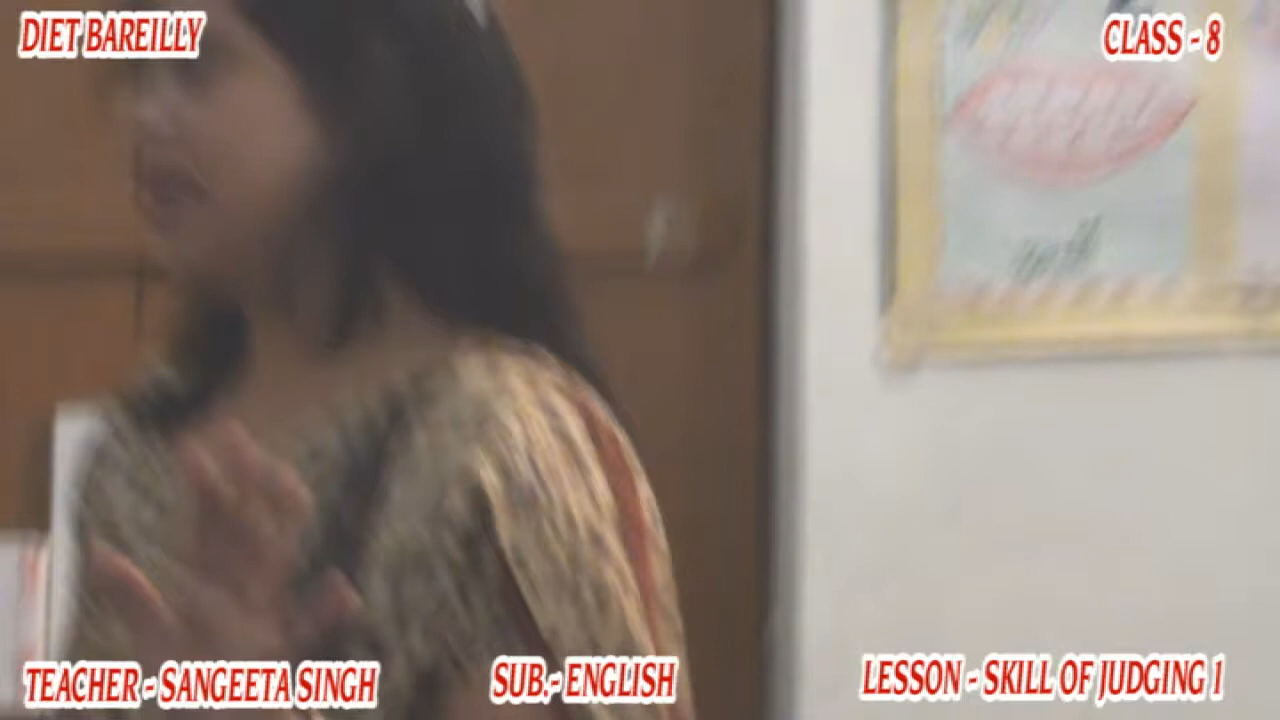 DIET BAREILLY
CLASS - 8
TEACHER - SANGEETA SINGH
SUB.- ENGLISH
LESSON - SKILL OF JUDGING 1